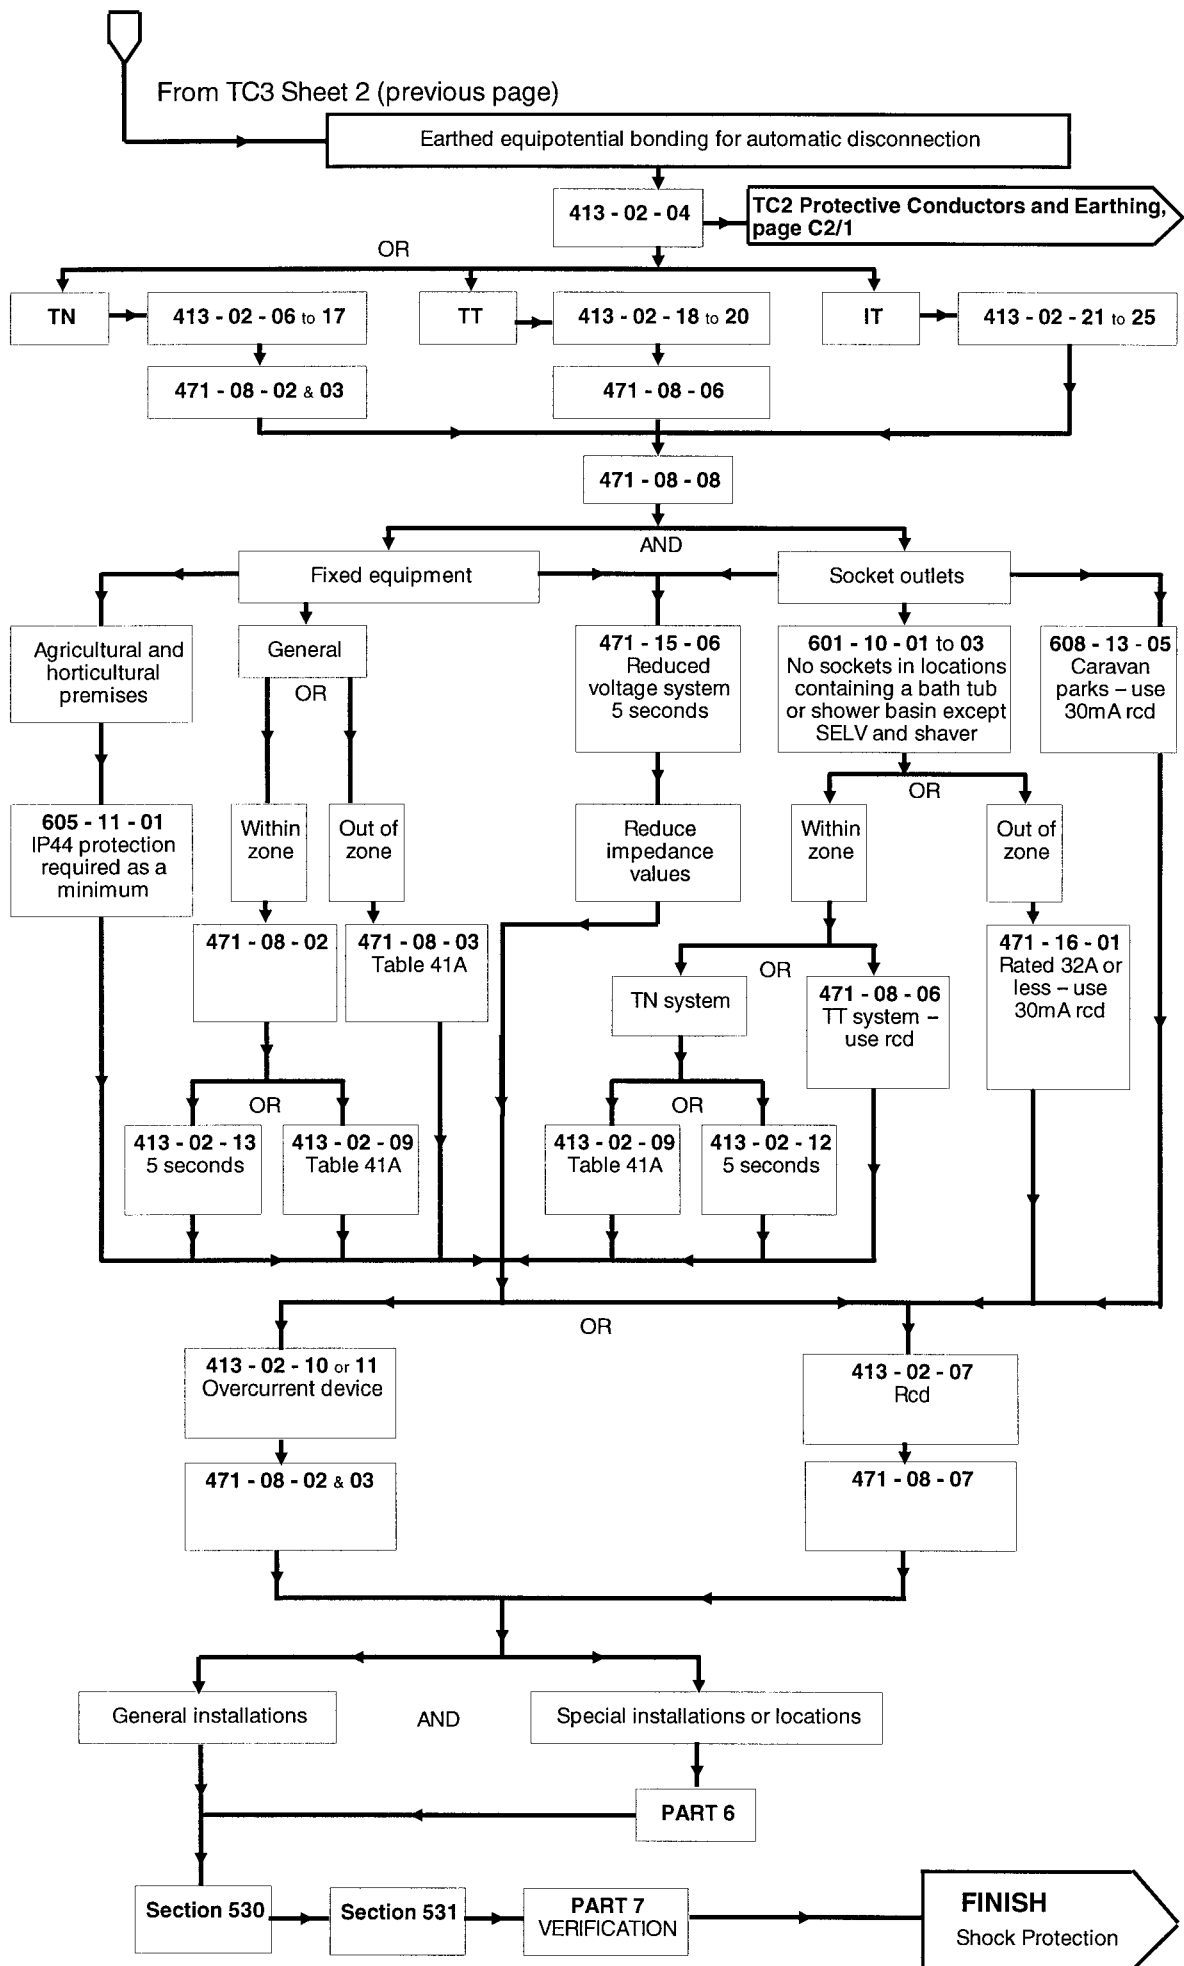 From TC3 Sheet 2 (previous page)
Earthed equipotential bonding for automatic disconnection
413 - 02 - 04
TC2 Protective Conductors and Earthing,
page C2/1
OR
TN
413 - 02 - 06 to 17
TT
413 - 02 - 18 to 20
IT
413 - 02 - 21 to 25
471 - 08 - 02 & 03
471 - 08 - 06
471 - 08 - 08
AND
Fixed equipment
Socket outlets
Agricultural and
horticultural
premises
General
OR
471 - 15 - 06
Reduced
voltage system
5 seconds
601 - 10 - 01 to 03
No sockets in locations
containing a bath tub
or shower basin except
SELV and shaver
608 - 13 - 05
Caravan
parks – use
30mA rcd
OR
605 - 11 - 01
IP44 protection
required as a
minimum
Within
zone
Out of
zone
Reduce
impedance
values
Within
zone
Out of
zone
471 - 08 - 02
471 - 08 - 03
Table 41A
OR
TN system
471 - 08 - 06
TT system –
use rcd
471 - 16 - 01
Rated 32A or
less – use
30mA rcd
OR
413 - 02 - 13
5 seconds
413 - 02 - 09
Table 41A
OR
413 - 02 - 09
Table 41A
413 - 02 - 12
5 seconds
OR
413 - 02 - 10 or 11
Overcurrent device
413 - 02 - 07
Rcd
471 - 08 - 02 & 03
471 - 08 - 07
General installations
AND
Special installations or locations
PART 6
Section 530
Section 531
PART 7
VERIFICATION
FINISH
Shock Protection